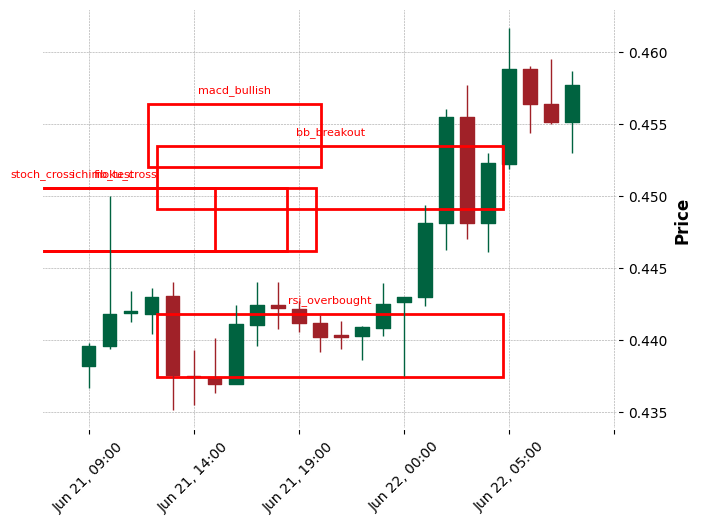 macd_bullish
bb_breakout
stoch_cross
ichimoku_cross
rsi_overbought
0.460
0.455
0.450
0.445
0.440
0.435
Price
Jun 21, 09:00
Jun 21, 14:00
Jun 21, 19:00
Jun 22, 00:00
Jun 22, 05:00